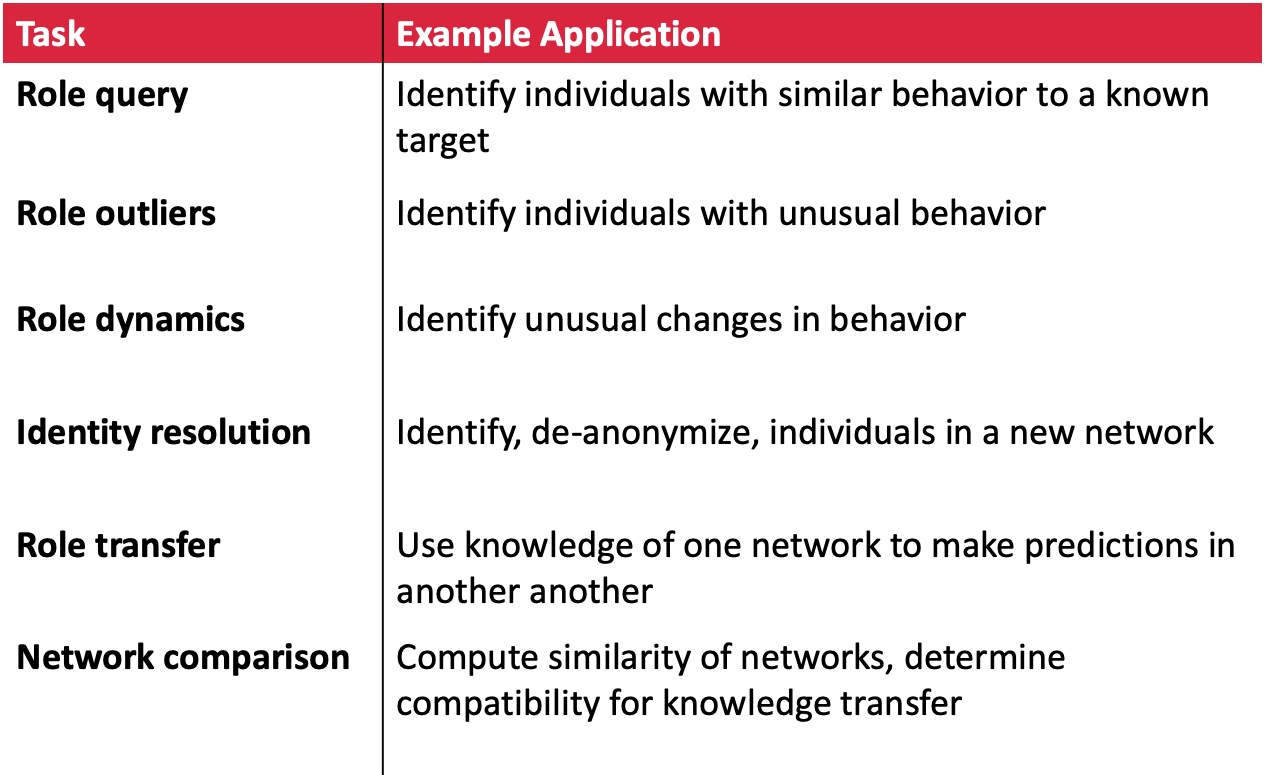 Task Example Application
Role query Identify individuals with similar behavior to a known
target
Role outliers Identify individuals with unusual behavior
Role dynamics Identify unusual changes in behavior
Identity resolution Identify, de-anonymize, individuals in a new network
Role transfer Use knowledge of one network to make predictions in
another another
Network comparison Compute similarity of networks, determine
compatibility for knowledge transfer